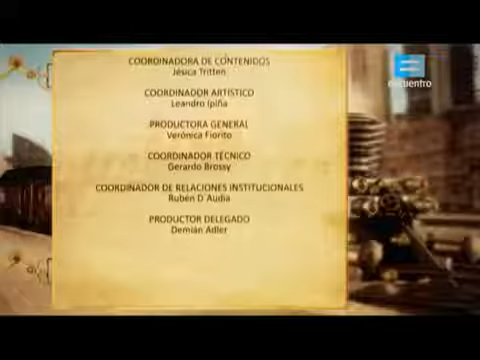 COORDINADORA DE CONTENIDOS
Jésica Tritten
encuentro
COORDINADOR ARTÍSTICO
Leandro Ipiña
PRODUCTORA GENERAL
Verónica Fiorito
COORDINADOR TÉCNICO
Gerardo Brossy
COORDINADOR DE RELACIONES INSTITUCIONALES
Rubén D´Audia
PRODUCTOR DELEGADO
Demián Adler